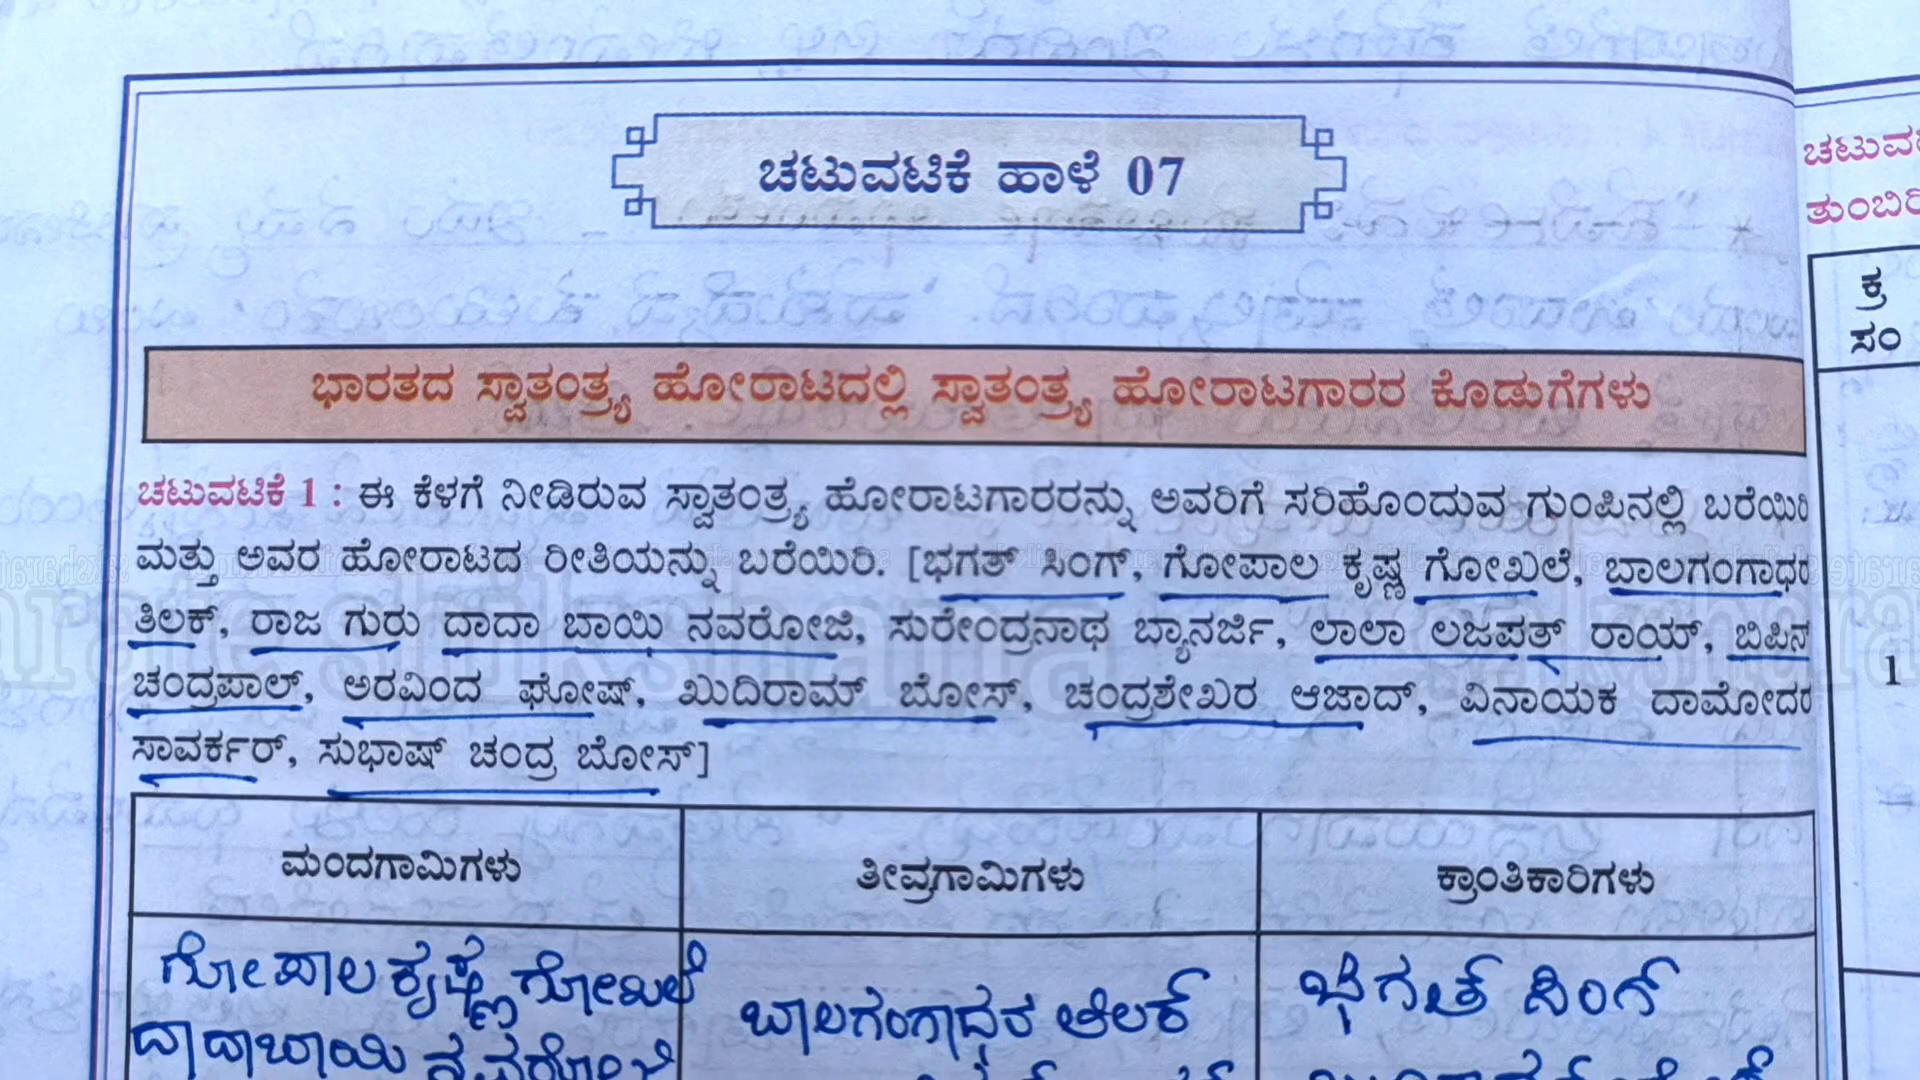 ಚಟುವಟಿಕೆ ಹಾಳೆ 07
ಭಾರತದ ಸ್ವಾತಂತ್ರ್ಯ ಹೋರಾಟದಲ್ಲಿ ಸ್ವಾತಂತ್ರ್ಯ ಹೋರಾಟಗಾರರ ಕೊಡುಗೆಗಳು
ಚಟುವಟಿಕೆ 1 : ಈ ಕೆಳಗೆ ನೀಡಿರುವ ಸ್ವಾತಂತ್ರ್ಯ ಹೋರಾಟಗಾರರನ್ನು ಅವರಿಗೆ ಸರಿಹೊಂದುವ ಗುಂಪಿನಲ್ಲಿ ಬರೆಯಿರಿ
ಮತ್ತು ಅವರ ಹೋರಾಟದ ರೀತಿಯನ್ನು ಬರೆಯಿರಿ. [ಭಗತ್ ಸಿಂಗ್, ಗೋಪಾಲ ಕೃಷ್ಣ ಗೋಖಲೆ, ಬಾಲಗಂಗಾಧರ
ತಿಲಕ್, ರಾಜ ಗುರು ದಾದಾ ಬಾಯಿ ನವರೋಜಿ, ಸುರೇಂದ್ರನಾಥ ಬ್ಯಾನರ್ಜಿ, ಲಾಲಾ ಲಜಪತ್ ರಾಯ್, ಬಿಪಿನ
ಚಂದ್ರಪಾಲ್, ಅರವಿಂದ ಘೋಷ್, ಖುದಿರಾಮ್ ಬೋಸ್, ಚಂದ್ರಶೇಖರ ಆಜಾದ್, ವಿನಾಯಕ ದಾಮೋದರ
ಸಾವರ್ಕರ್, ಸುಭಾಷ್ ಚಂದ್ರ ಬೋಸ್]
ಮಂದಗಾಮಿಗಳು ತೀವ್ರಗಾಮಿಗಳು ಕ್ರಾಂತಿಕಾರಿಗಳು
ಗೋಪಾಲ ಕೃಷ್ಣ ಗೋಖಲೆ ಬಾಲಗಂಗಾಧರ ತಿಲಕ್ ಭಗತ್ ಸಿಂಗ್
ದಾದಾಬಾಯಿ ನವರೋಜಿ
ಕ್ರ
ಸಂ
1